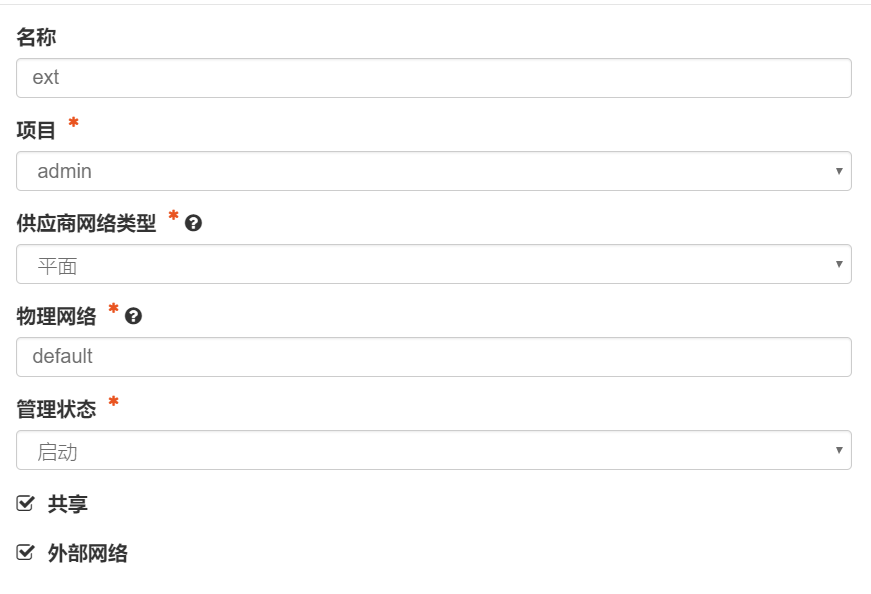 名称
ext
项目 *
admin
供应商网络类型 * ?
平面
物理网络 * ?
default
管理状态 *
启动
共享
外部网络